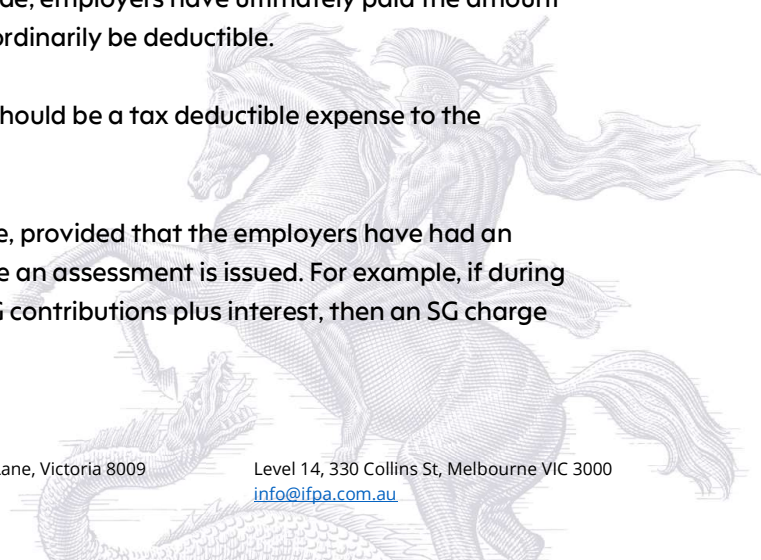 de, employers have ultimately paid the amount
ordinarily be deductible.
should be a tax deductible expense to the
e, provided that the employers have had an
e an assessment is issued. For example, if during
G contributions plus interest, then an SG charge
Lane, Victoria 8009
Level 14, 330 Collins St, Melbourne VIC 3000
info@ifpa.com.au